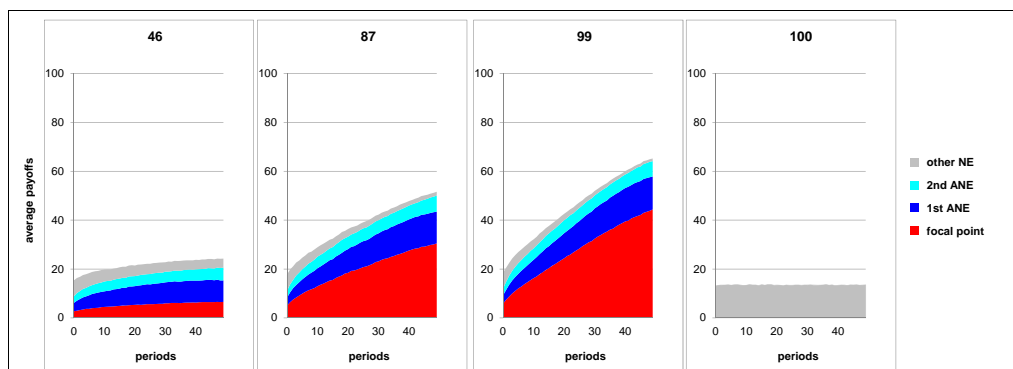 46 87 99 100
100 100 100 100
80 80 80 80
60 60 60 60
40 40 40 40
20 20 20 20
0 0 0 0
0 10 20 30 40 0 10 20 30 40 0 10 20 30 40 0 10 20 30 40
periods periods periods periods
average payoffs
other NE
2nd ANE
1st ANE
focal point